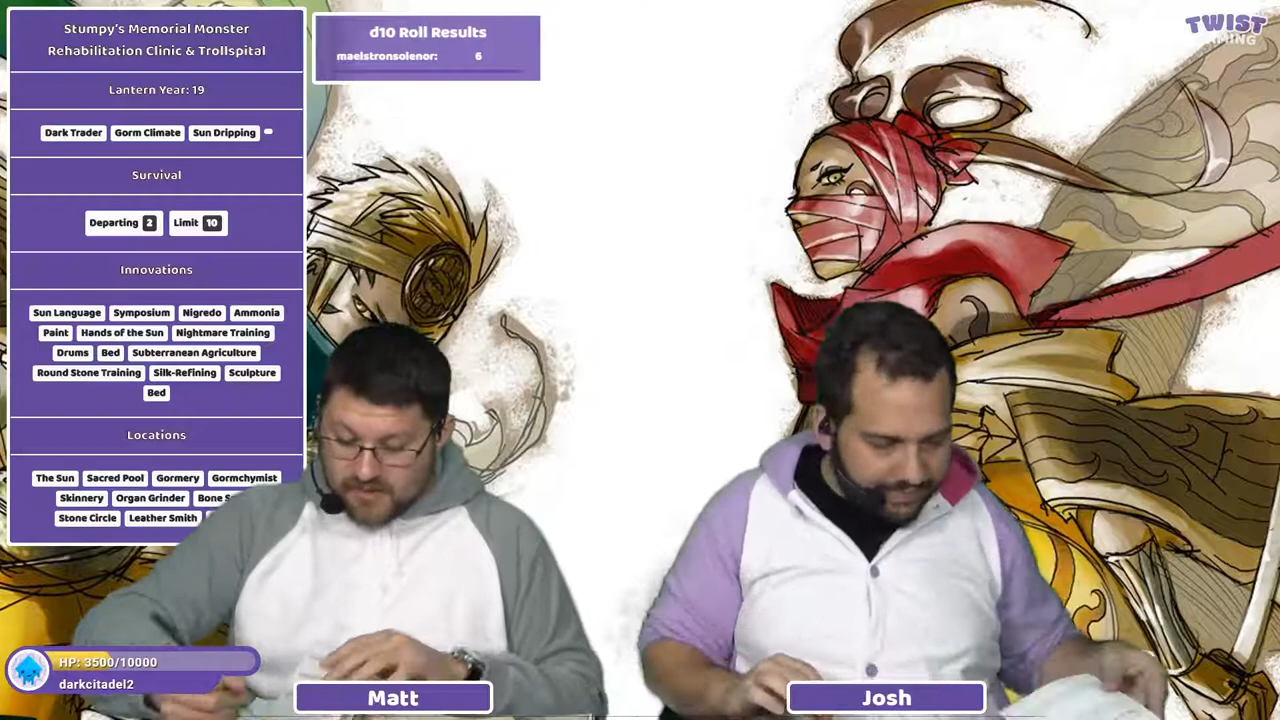 Stumpy's Memorial Monster
Rehabilitation Clinic & Trollspital
Lantern Year: 19
Dark Trader Gorm Climate Sun Dripping
Survival
Departing 2 Limit 10
Innovations
Sun Language Symposium Nigredo Ammonia
Paint Hands of the Sun Nightmare Training
Drums Bed Subterranean Agriculture
Round Stone Training Silk-Refining Sculpture
Bed
Locations
The Sun Sacred Pool Gormery Gormchymist
Skinnery Organ Grinder Bone
Stone Circle Leather Smith
d10 Roll Results
maelstronsolenor: 6
TWIST
GAMING
HP: 3500/10000
darkcitadel2
Matt
Josh